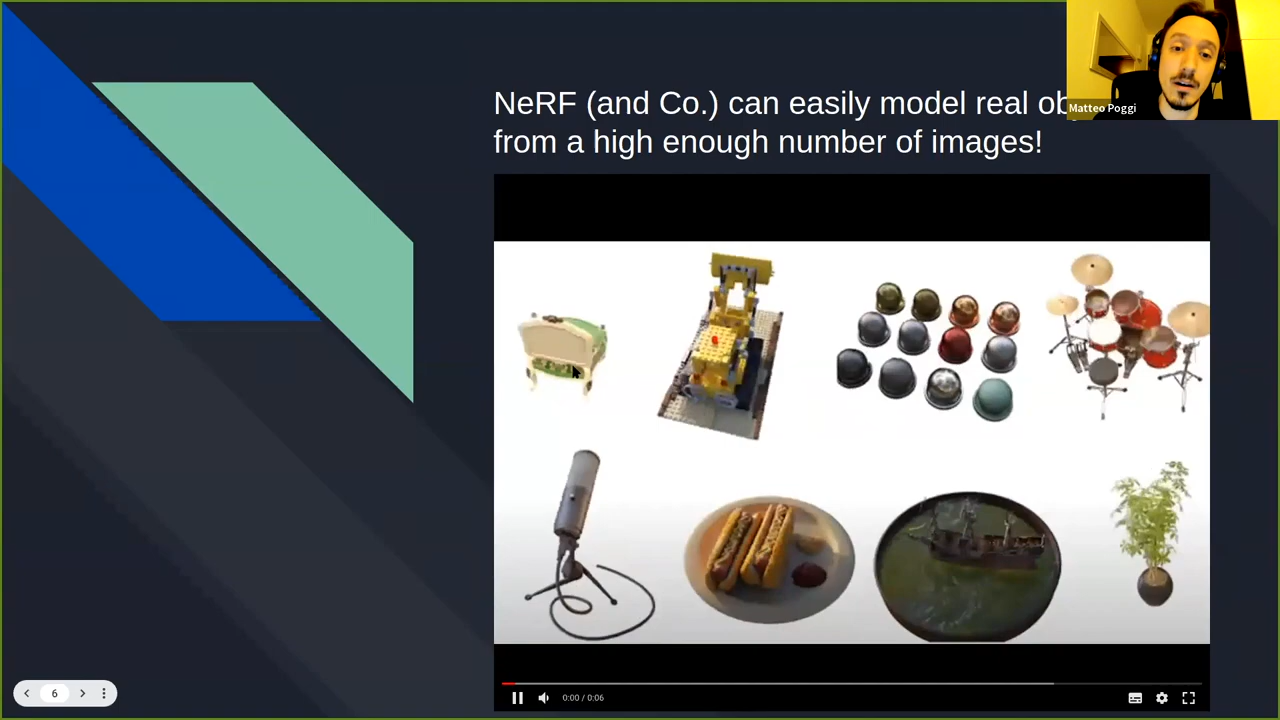 NeRF (and Co.) can easily model real
from a high enough number of images!
Matteo Poggi
6
0:00 / 0:06